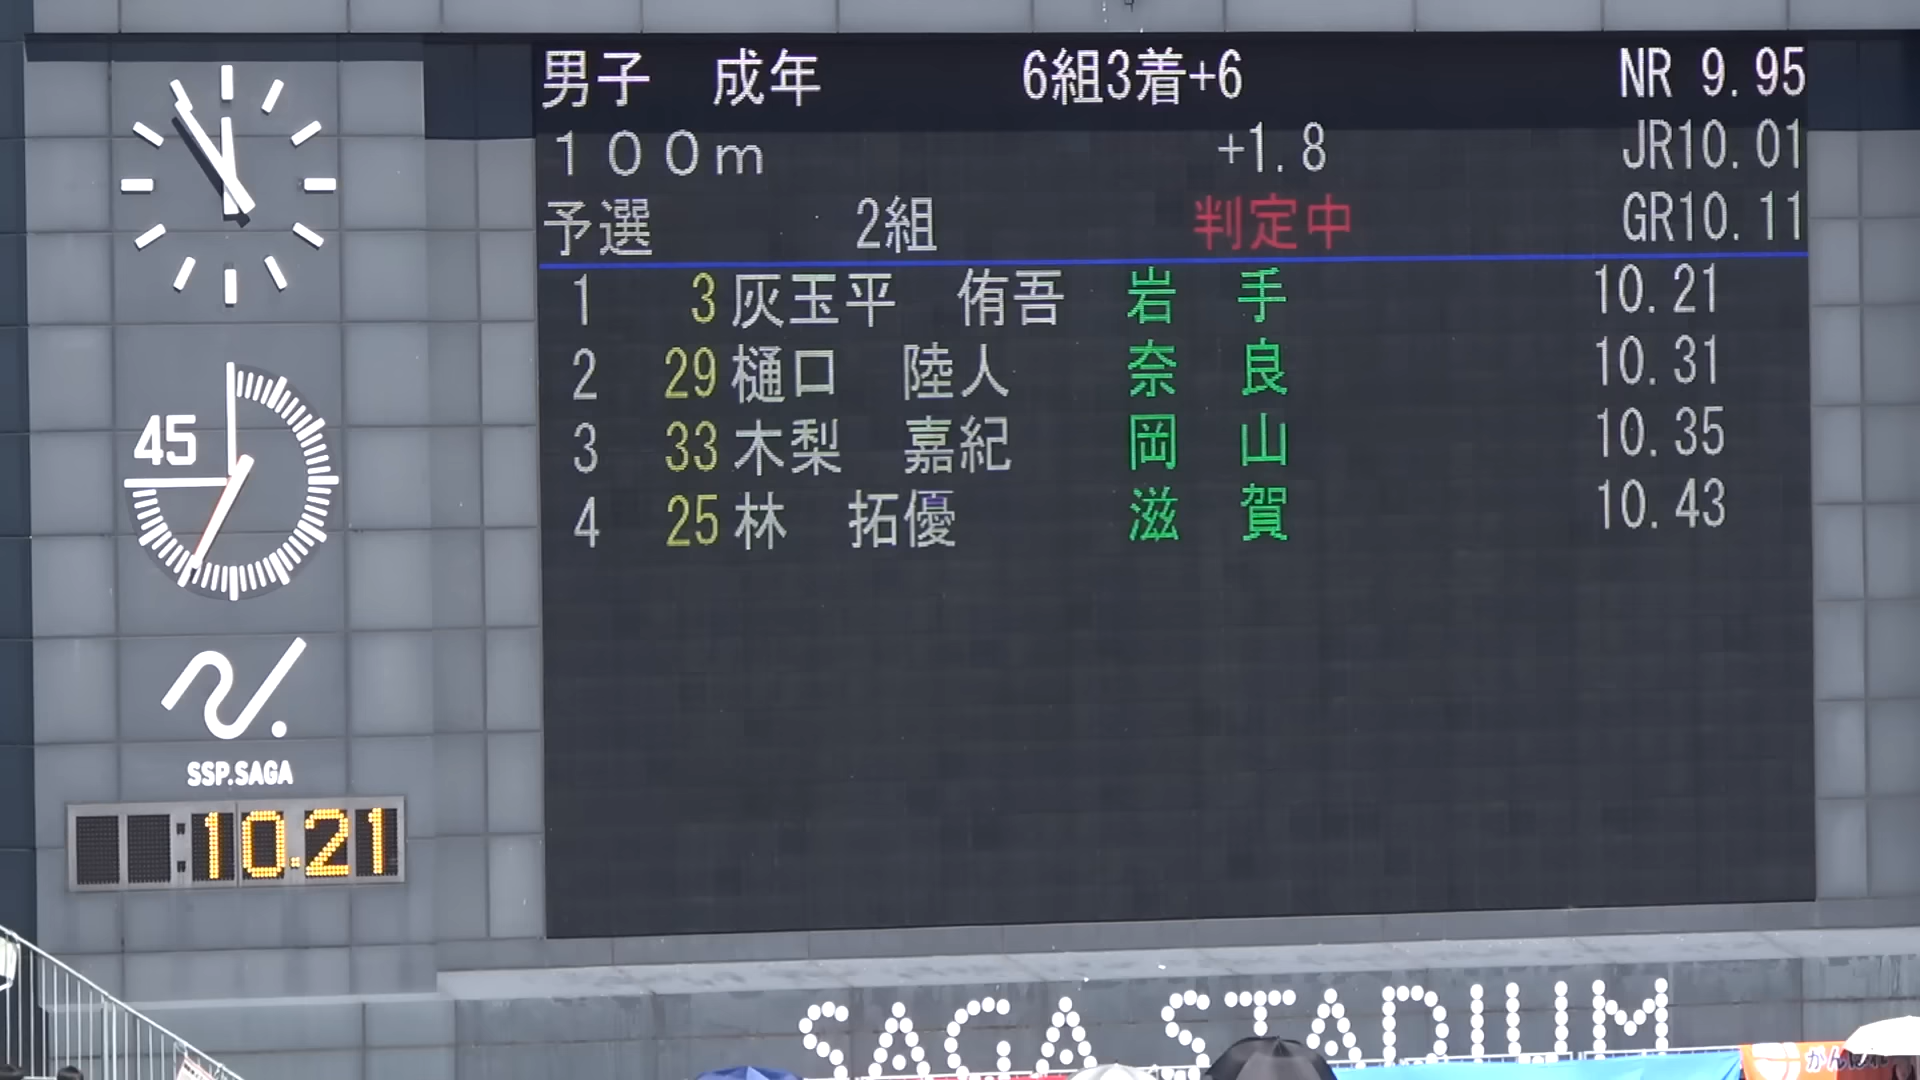 男子 成年 6組3着+6 NR 9.95
100m +1.8 JR10.01
予選 2組 判定中 GR10.11
1 3 灰玉平 侑吾 岩手 10.21
2 29 樋口 陸人 奈良 10.31
3 33 木梨 嘉紀 岡山 10.35
4 25 林 拓優 滋賀 10.43
45
SSP.SAGA
:10.21
SAGA STADIUM